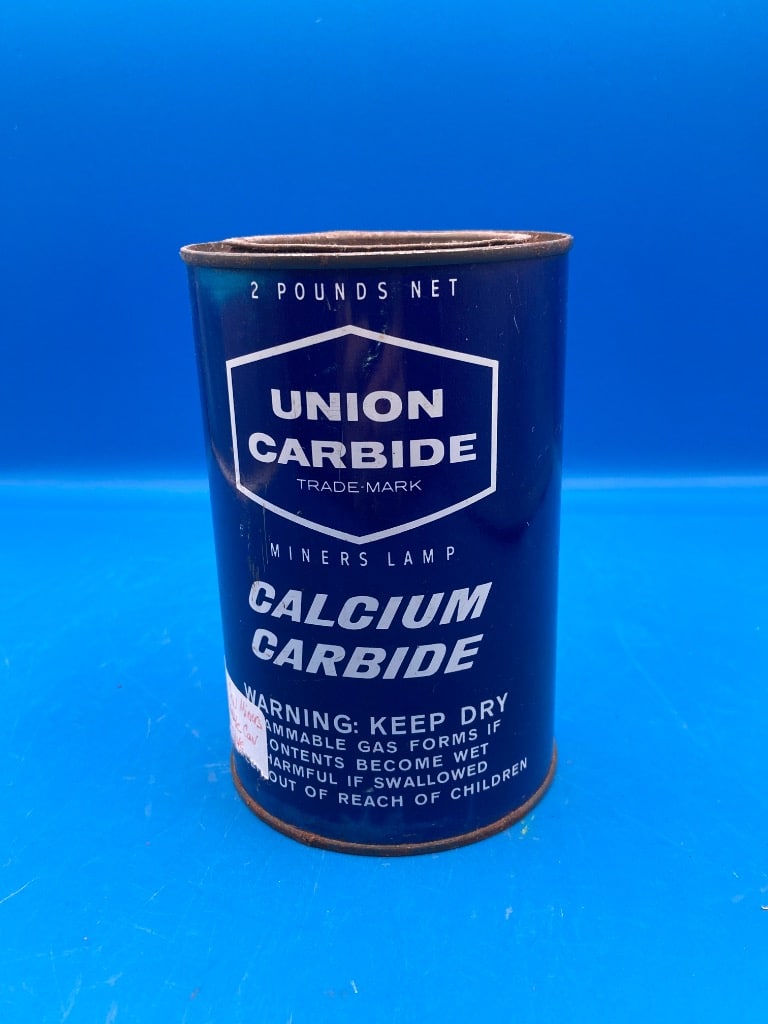 2 POUNDS NET
UNION
CARBIDE
TRADE-MARK
MINERS LAMP
CALCIUM
CARBIDE
WARNING: KEEP DRY
AMMABLE GAS FORMS IF
ONTENTS BECOME WET
HARMFUL IF SWALLOWED
OUT OF REACH OF CHILDREN